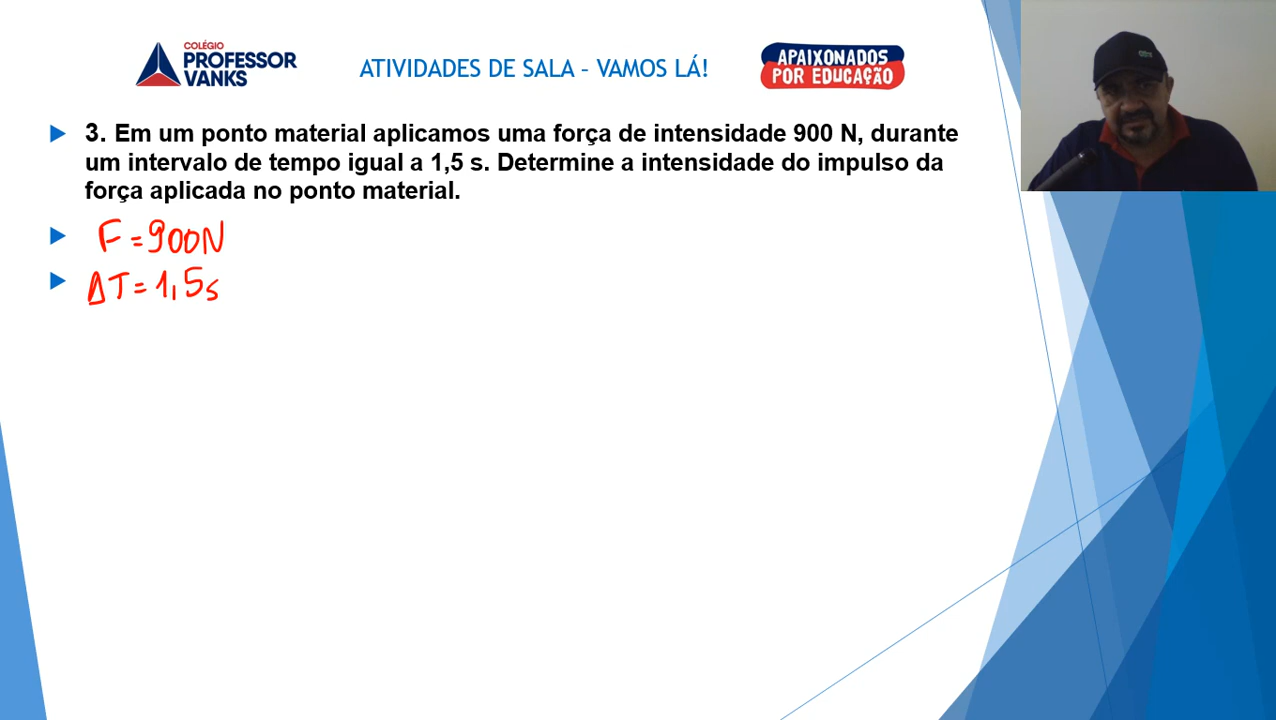 COLÉGIO
PROFESSOR
VANKS
ATIVIDADES DE SALA – VAMOS LÁ!
APAIXONADOS
POR EDUCAÇÃO
3. Em um ponto material aplicamos uma força de intensidade 900 N, durante
um intervalo de tempo igual a 1,5 s. Determine a intensidade do impulso da
força aplicada no ponto material.
F = 900N
ΔT = 1,5s